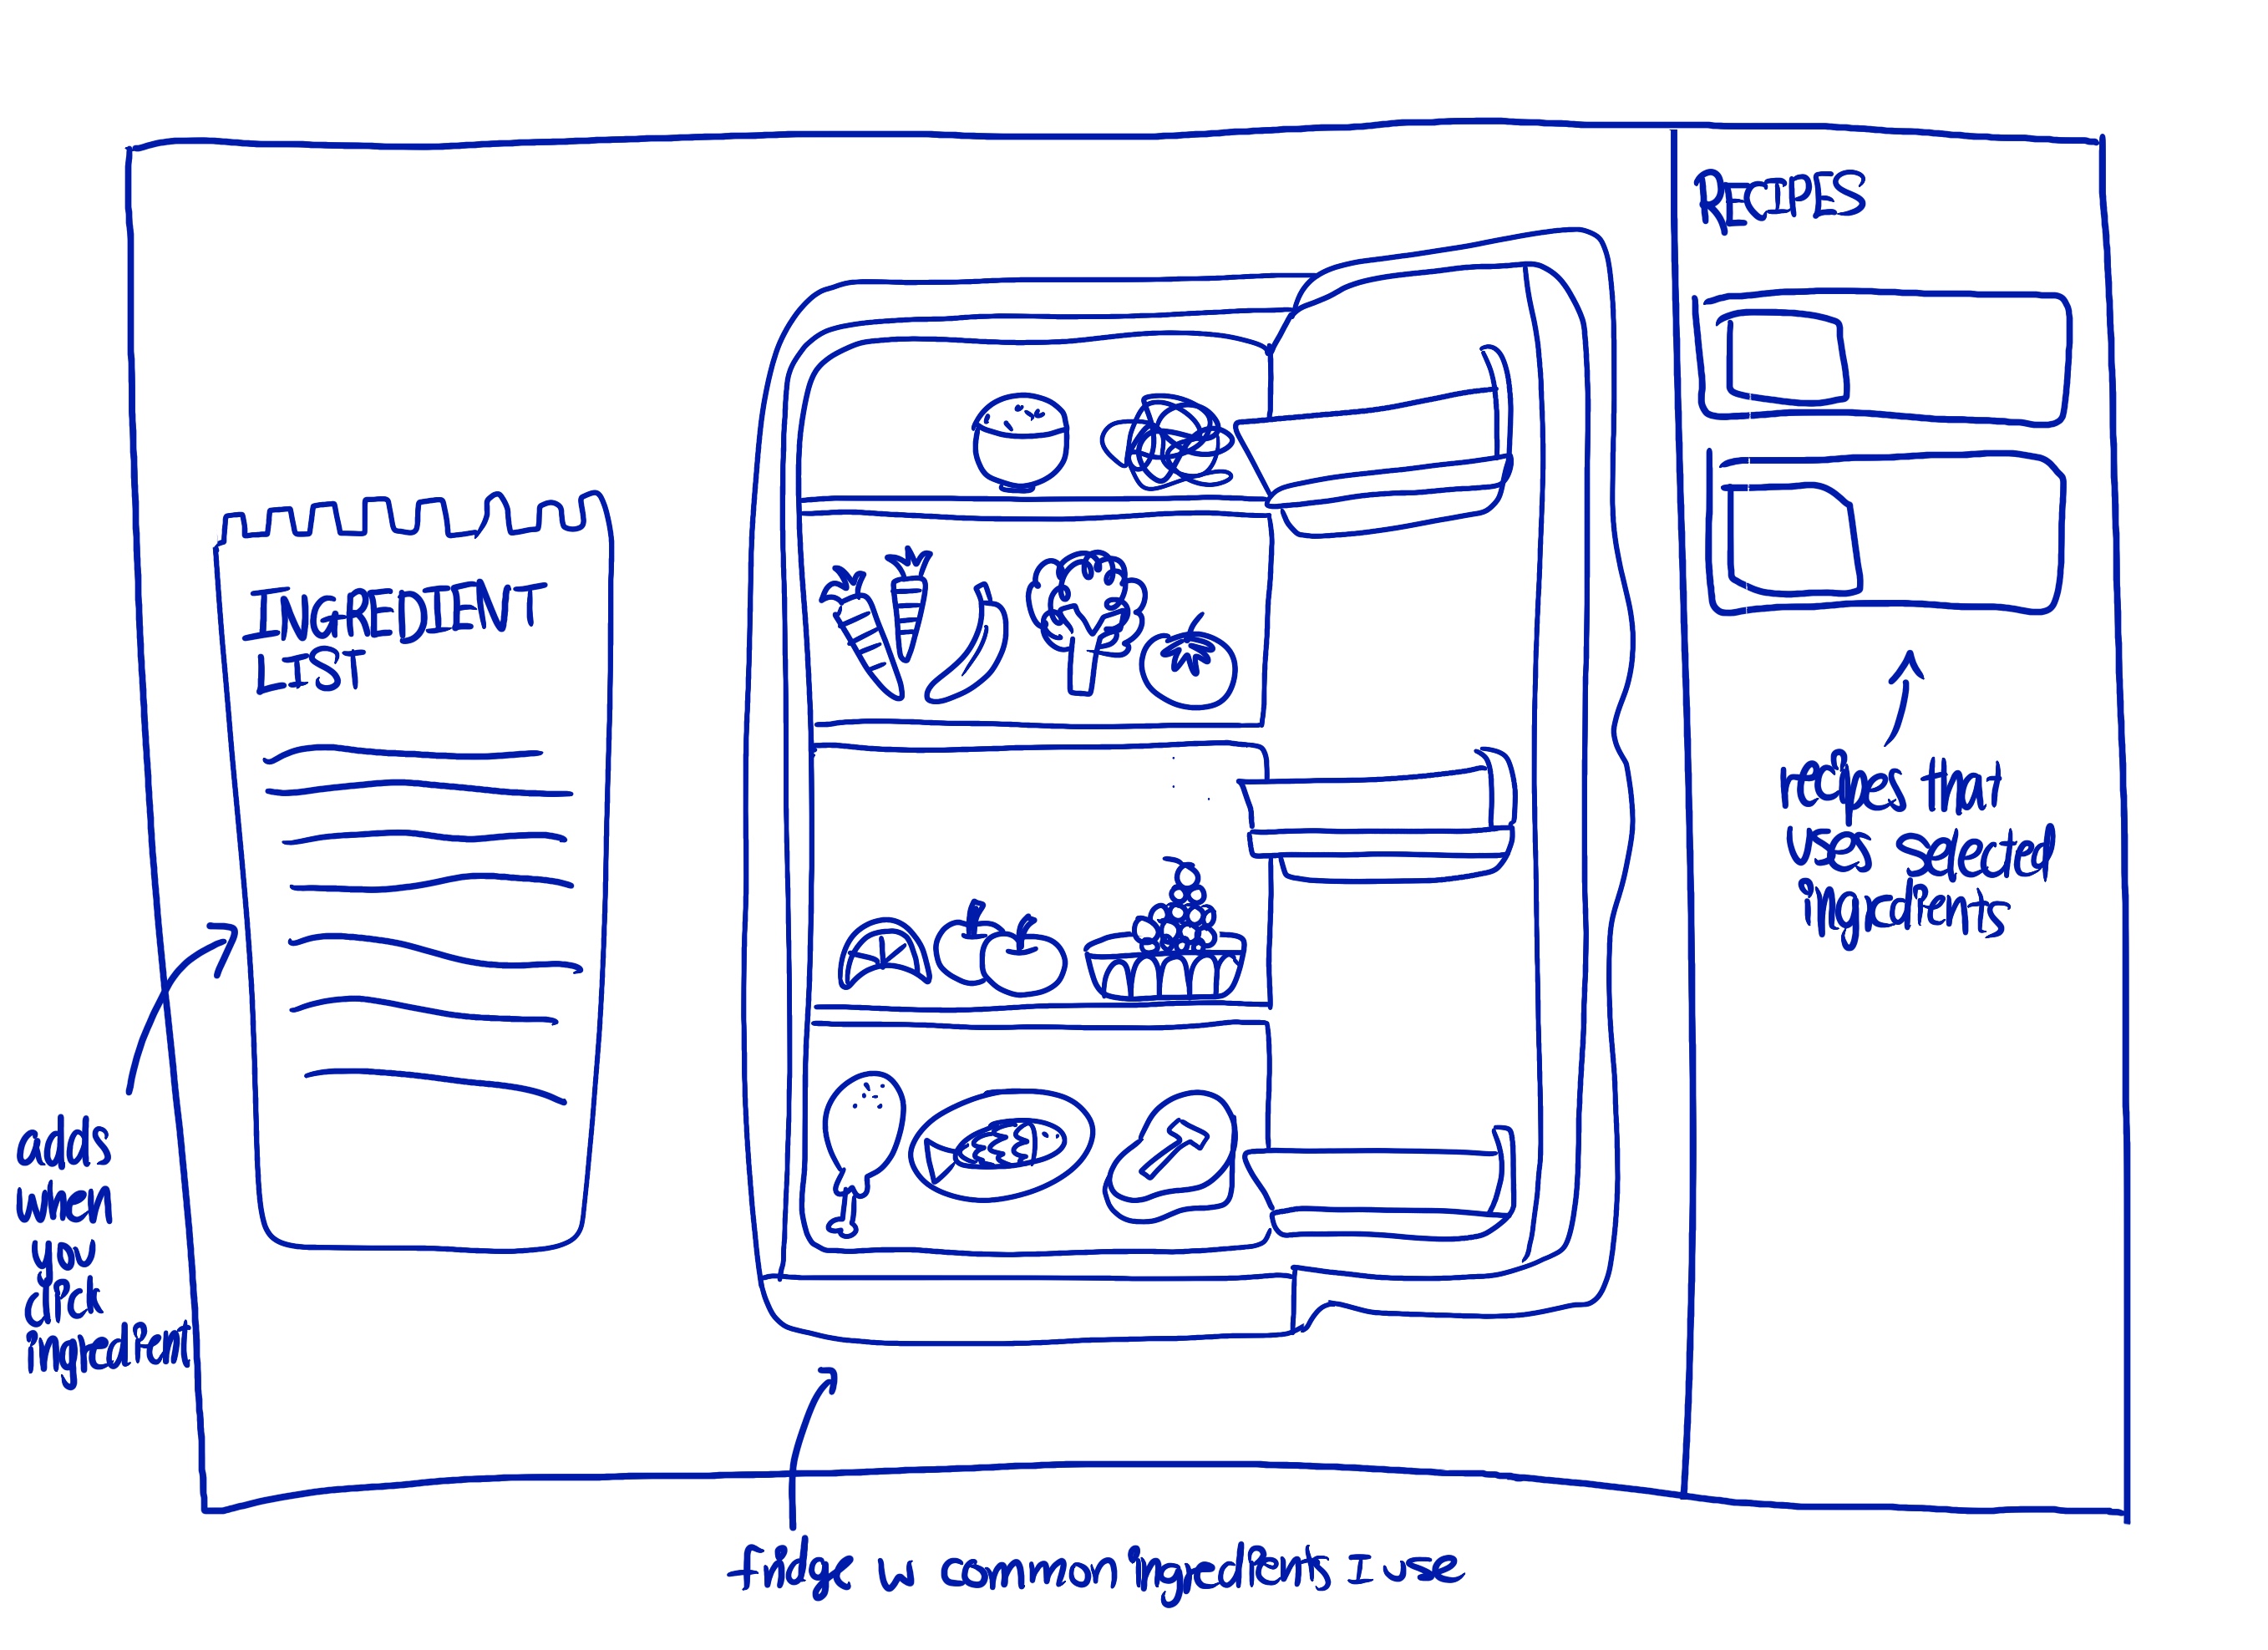 RECIPES
INGREDIENT
LIST
recipes that
uses selected
ingredients
adds
when
you
click
ingredient
fridge w common ingredients I use